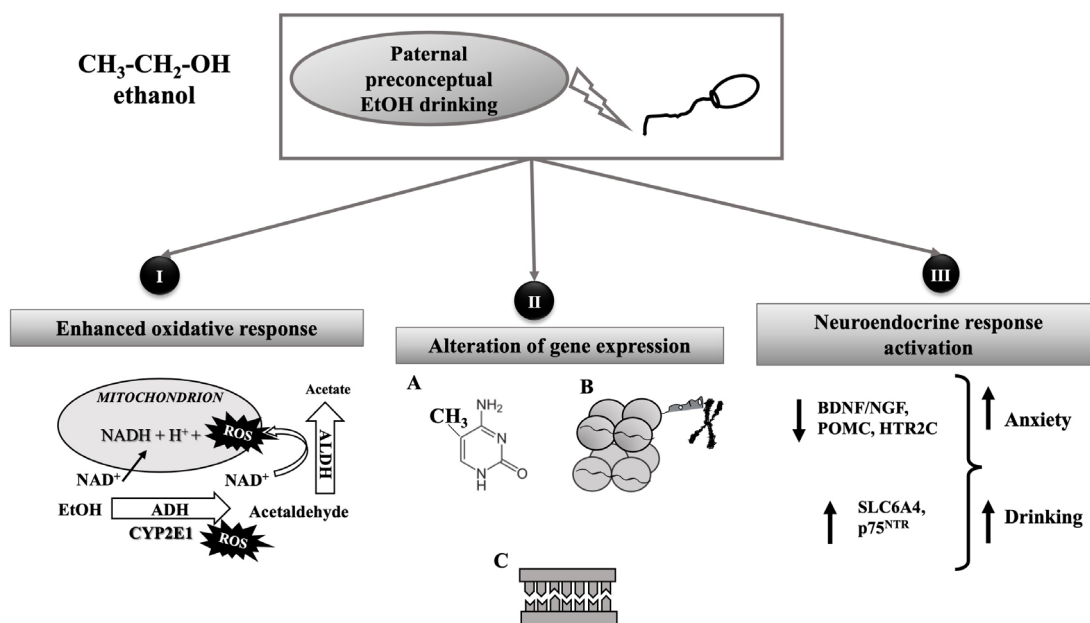 CH₃-CH₂-OH
ethanol
Paternal
preconceptual
EtOH drinking
I
II
III
Enhanced oxidative response
Alteration of gene expression
Neuroendocrine response
activation
MITOCHONDRION
NADH + H⁺ +
ROS
NAD⁺
NAD⁺
Acetate
ALDH
EtOH
ADH
Acetaldehyde
CYP2E1
ROS
A
CH₃
NH₂
N
N
H
O
B
C
BDNF/NGF,
POMC, HTR2C
SLC6A4,
p75ᴺᵀᴿ
Anxiety
Drinking